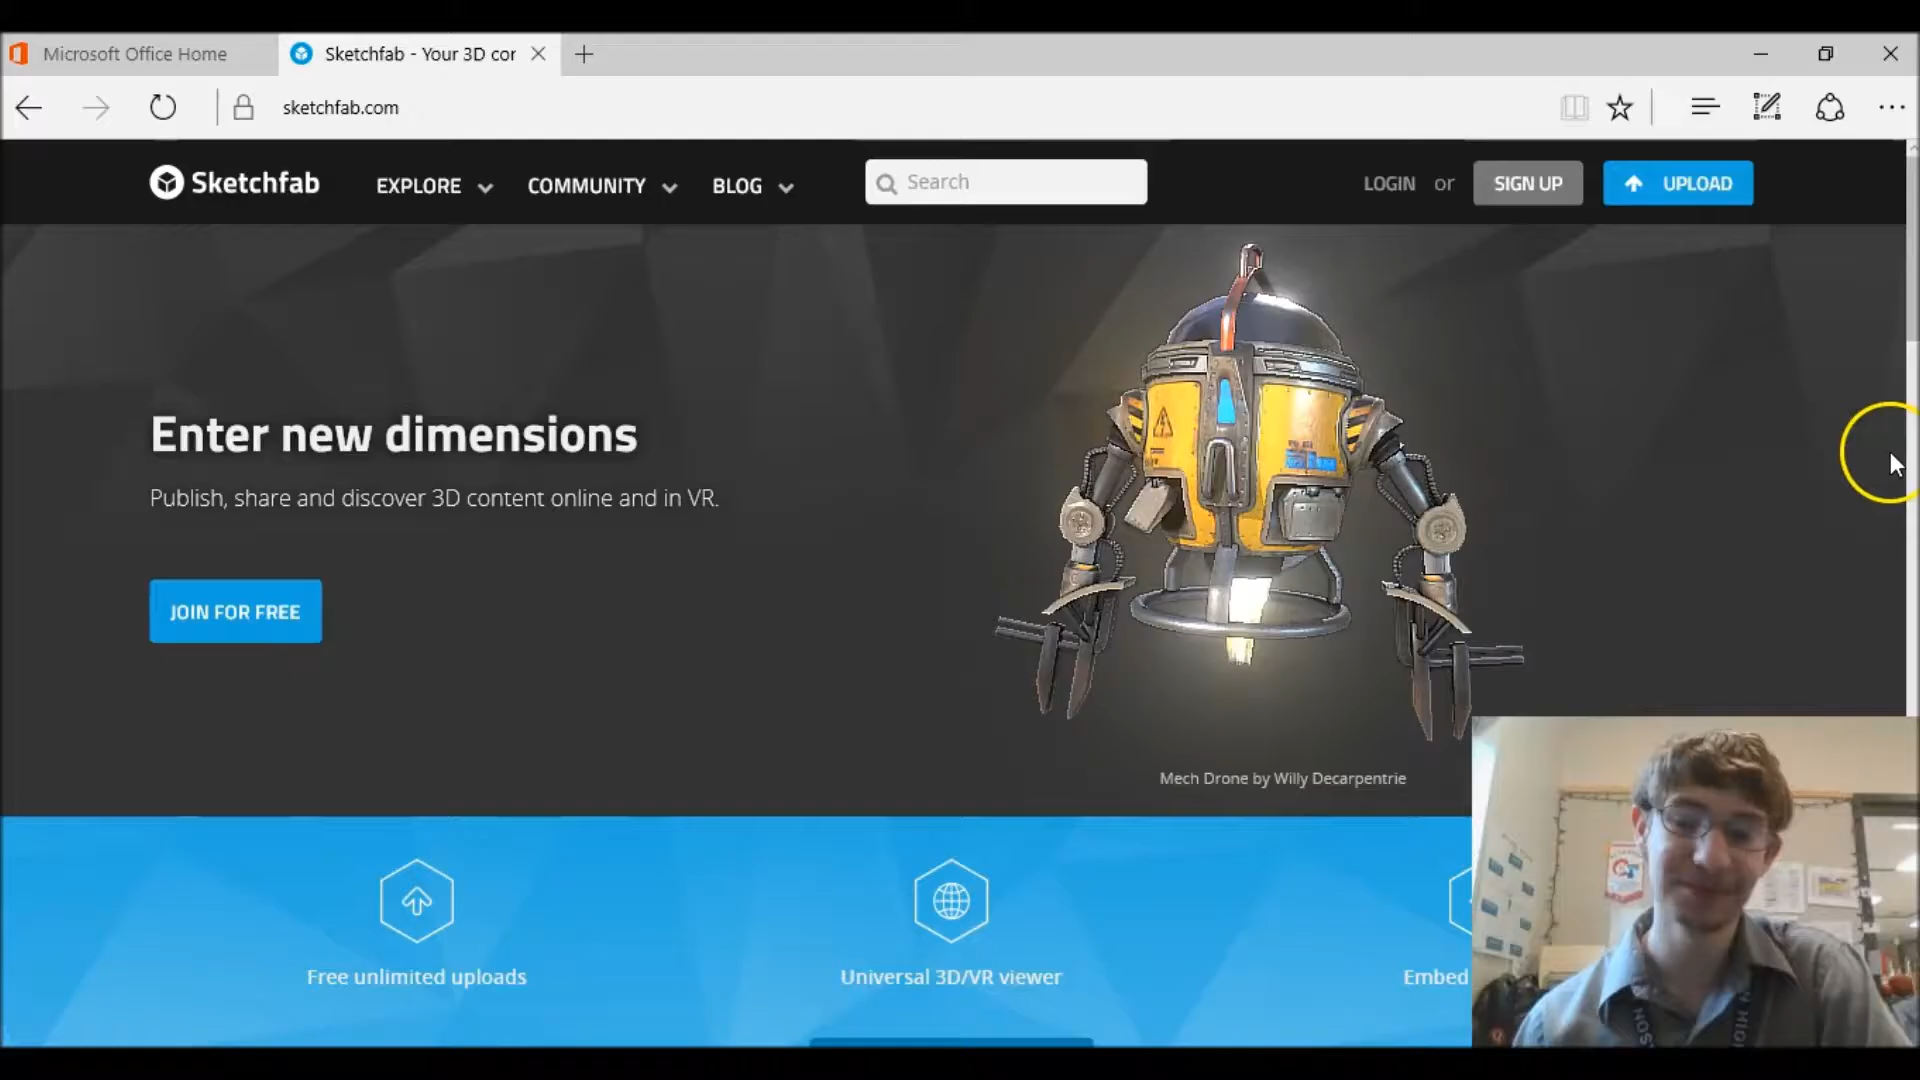 Microsoft Office Home
Sketchfab - Your 3D cor
sketchfab.com
Sketchfab
EXPLORE
COMMUNITY
BLOG
Search
LOGIN or
SIGN UP
UPLOAD
Enter new dimensions
Publish, share and discover 3D content online and in VR.
JOIN FOR FREE
Mech Drone by Willy Decarpentrie
Free unlimited uploads
Universal 3D/VR viewer
Embed